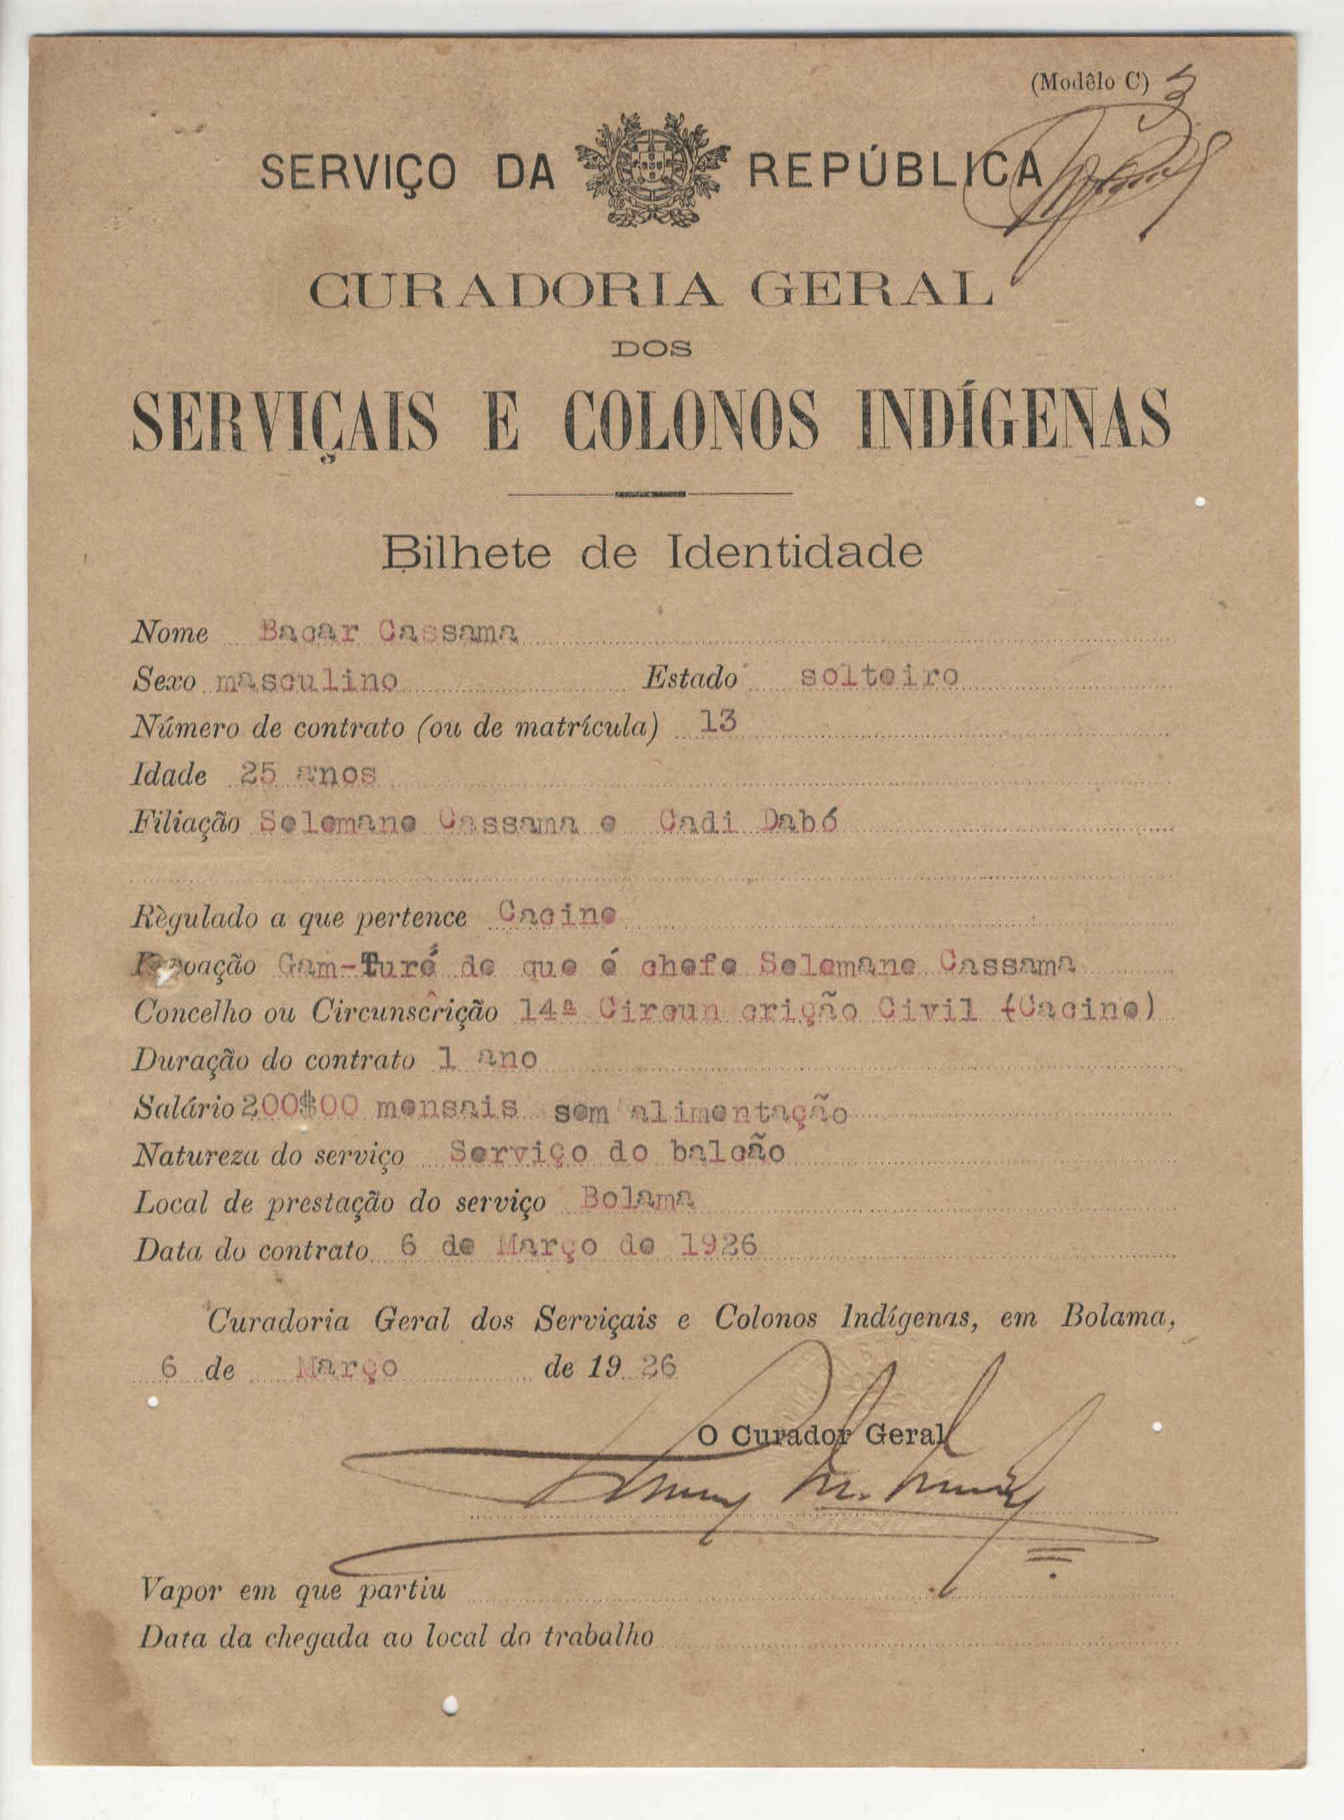 (Modêlo C) 3
SERVIÇO DA REPÚBLICA
CURADORIA GERAL
DOS
SERVIÇAIS E COLONOS INDÍGENAS
Bilhete de Identidade
Nome Bacar Cassama
Sexo masculino Estado solteiro
Número de contrato (ou de matrícula) 13
Idade 25 anos
Filiação Selemane Cassama e Cadi Dabó
Règulado a que pertence Cacine
Povoação Gam-Turé de que é chefe Selemane Cassama
Concelho ou Circunscrição 14ª Circun crição Civil (Cacine)
Duração do contrato 1 ano
Salário 200$00 mensais sem alimentação
Natureza do serviço Serviço do balcão
Local de prestação do serviço Bolama
Data do contrato 6 de Março de 1926
Curadoria Geral dos Serviçais e Colonos Indígenas, em Bolama,
6 de Março de 19 26
O Curador Geral
Vapor em que partiu
Data da chegada ao local do trabalho